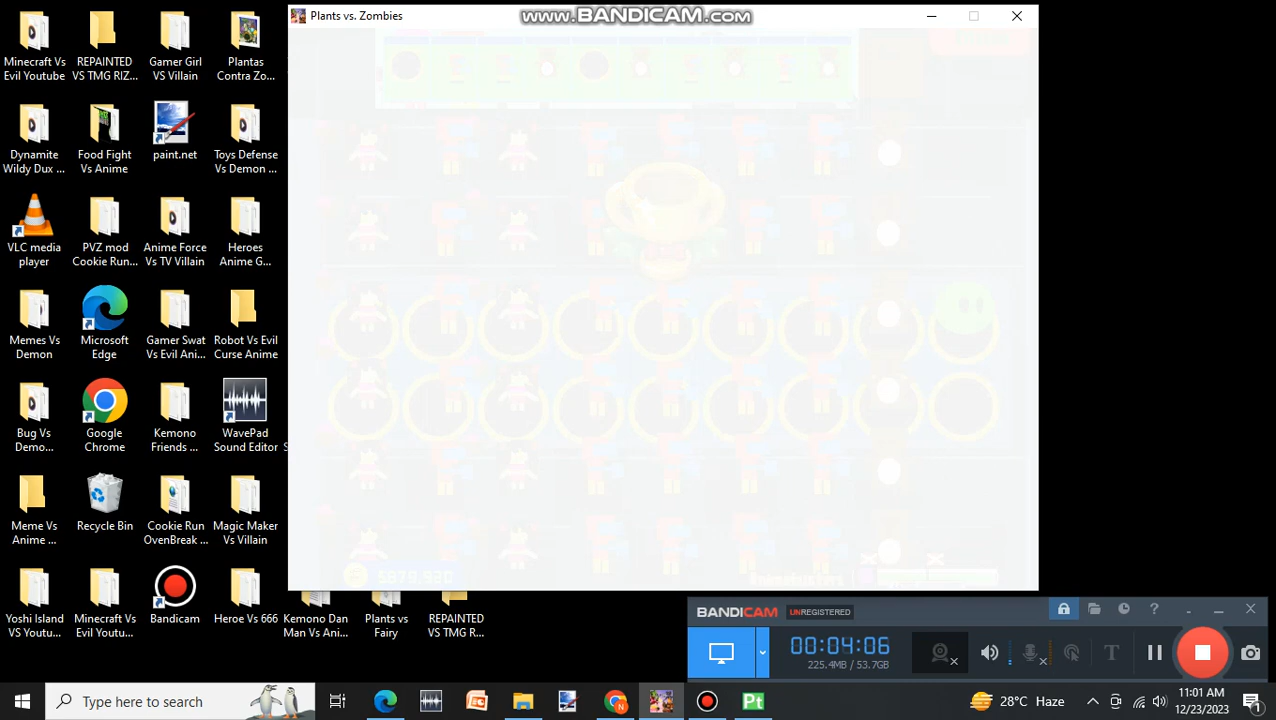 Plants vs. Zombies
www.BANDICAM.com
Minecraft Vs
Evil Youtube
REPAINTED
VS TMG RIZ...
Gamer Girl
VS Villain
Plantas
Contra Zo...
Dynamite
Wildy Dux ...
Food Fight
Vs Anime
paint.net
Toys Defense
Vs Demon ...
VLC media
player
PVZ mod
Cookie Run...
Anime Force
Vs TV Villain
Heroes
Anime G...
Memes Vs
Demon
Microsoft
Edge
Gamer Swat
Vs Evil Ani...
Robot Vs Evil
Curse Anime
Bug Vs
Demo...
Google
Chrome
Kemono
Friends ...
WavePad
Sound Editor
Meme Vs
Anime ...
Recycle Bin
Cookie Run
OvenBreak ...
Magic Maker
Vs Villain
Yoshi Island
VS Youtu...
Minecraft Vs
Evil Youtu...
Bandicam
Heroe Vs 666
Kemono Dan
Man Vs Ani...
Plants vs
Fairy
REPAINTED
VS TMG R...
BANDICAM UNREGISTERED
00:04:06
225.4MB / 53.7GB
Type here to search
28°C Haze
11:01 AM
12/23/2023